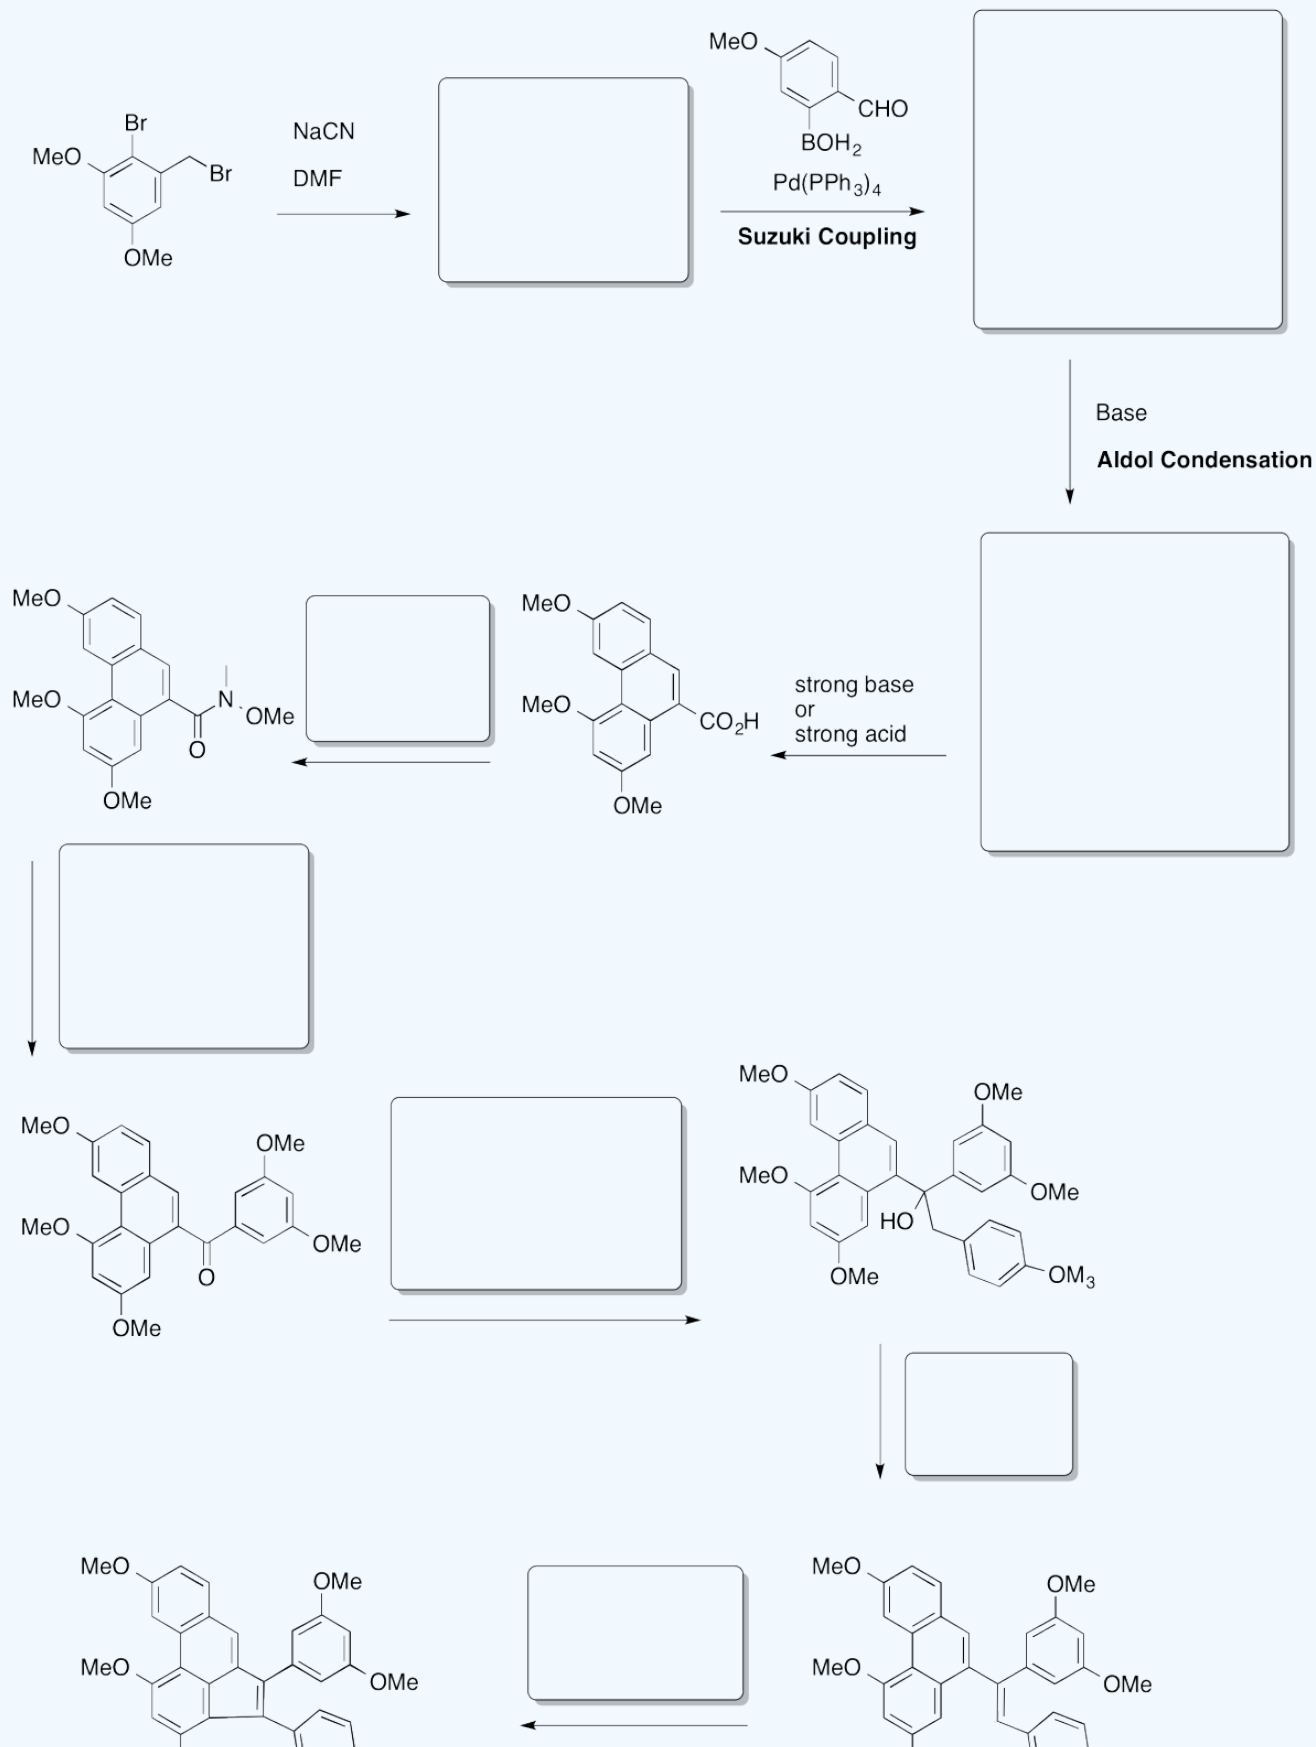 Br
MeO
Br
OMe
NaCN
DMF
MeO
CHO
BOH₂
Pd(PPh₃)₄
Suzuki Coupling
Base
Aldol Condensation
MeO
MeO
N
OMe
O
OMe
MeO
MeO
CO₂H
OMe
strong base
or
strong acid
MeO
OMe
MeO
OMe
O
OMe
MeO
OMe
MeO
OMe
HO
OMe
OM₃
MeO
OMe
MeO
OMe
MeO
OMe
MeO
OMe